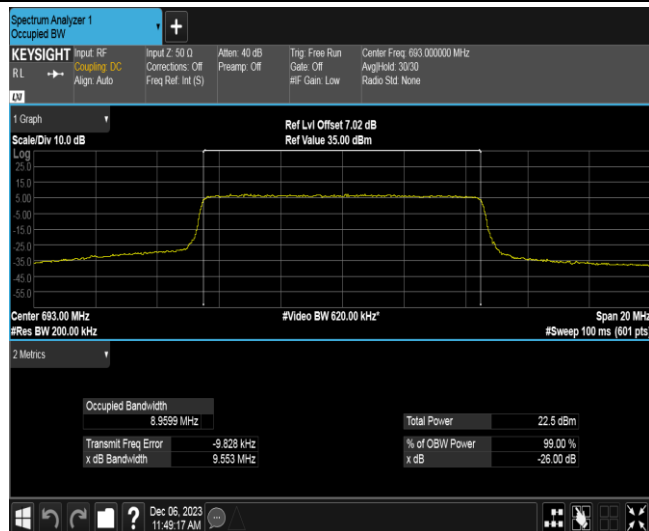 Spectrum Analyzer 1
Occupied BW
+
KEYSIGHT Input: RF Input Z: 50 Ω Atten: 40 dB Trig: Free Run Center Freq: 693.000000 MHz
RL Coupling: DC Corrections: Off Preamp: Off Gate: Off Avg|Hold: 30/30
Align: Auto Freq Ref: Int (S) #IF Gain: Low Radio Std: None
1 Graph
Ref Lvl Offset 7.02 dB
Scale/Div 10.0 dB Ref Value 35.00 dBm
Log
25.0
15.0
5.00
-5.00
-15.0
-25.0
-35.0
-45.0
-55.0
Center 693.00 MHz #Video BW 620.00 kHz* Span 20 MHz
#Res BW 200.00 kHz #Sweep 100 ms (601 pts)
2 Metrics
Occupied Bandwidth
8.9599 MHz Total Power 22.5 dBm
Transmit Freq Error -9.828 kHz % of OBW Power 99.00 %
x dB Bandwidth 9.553 MHz x dB -26.00 dB
? Dec 06, 2023
11:49:17 AM